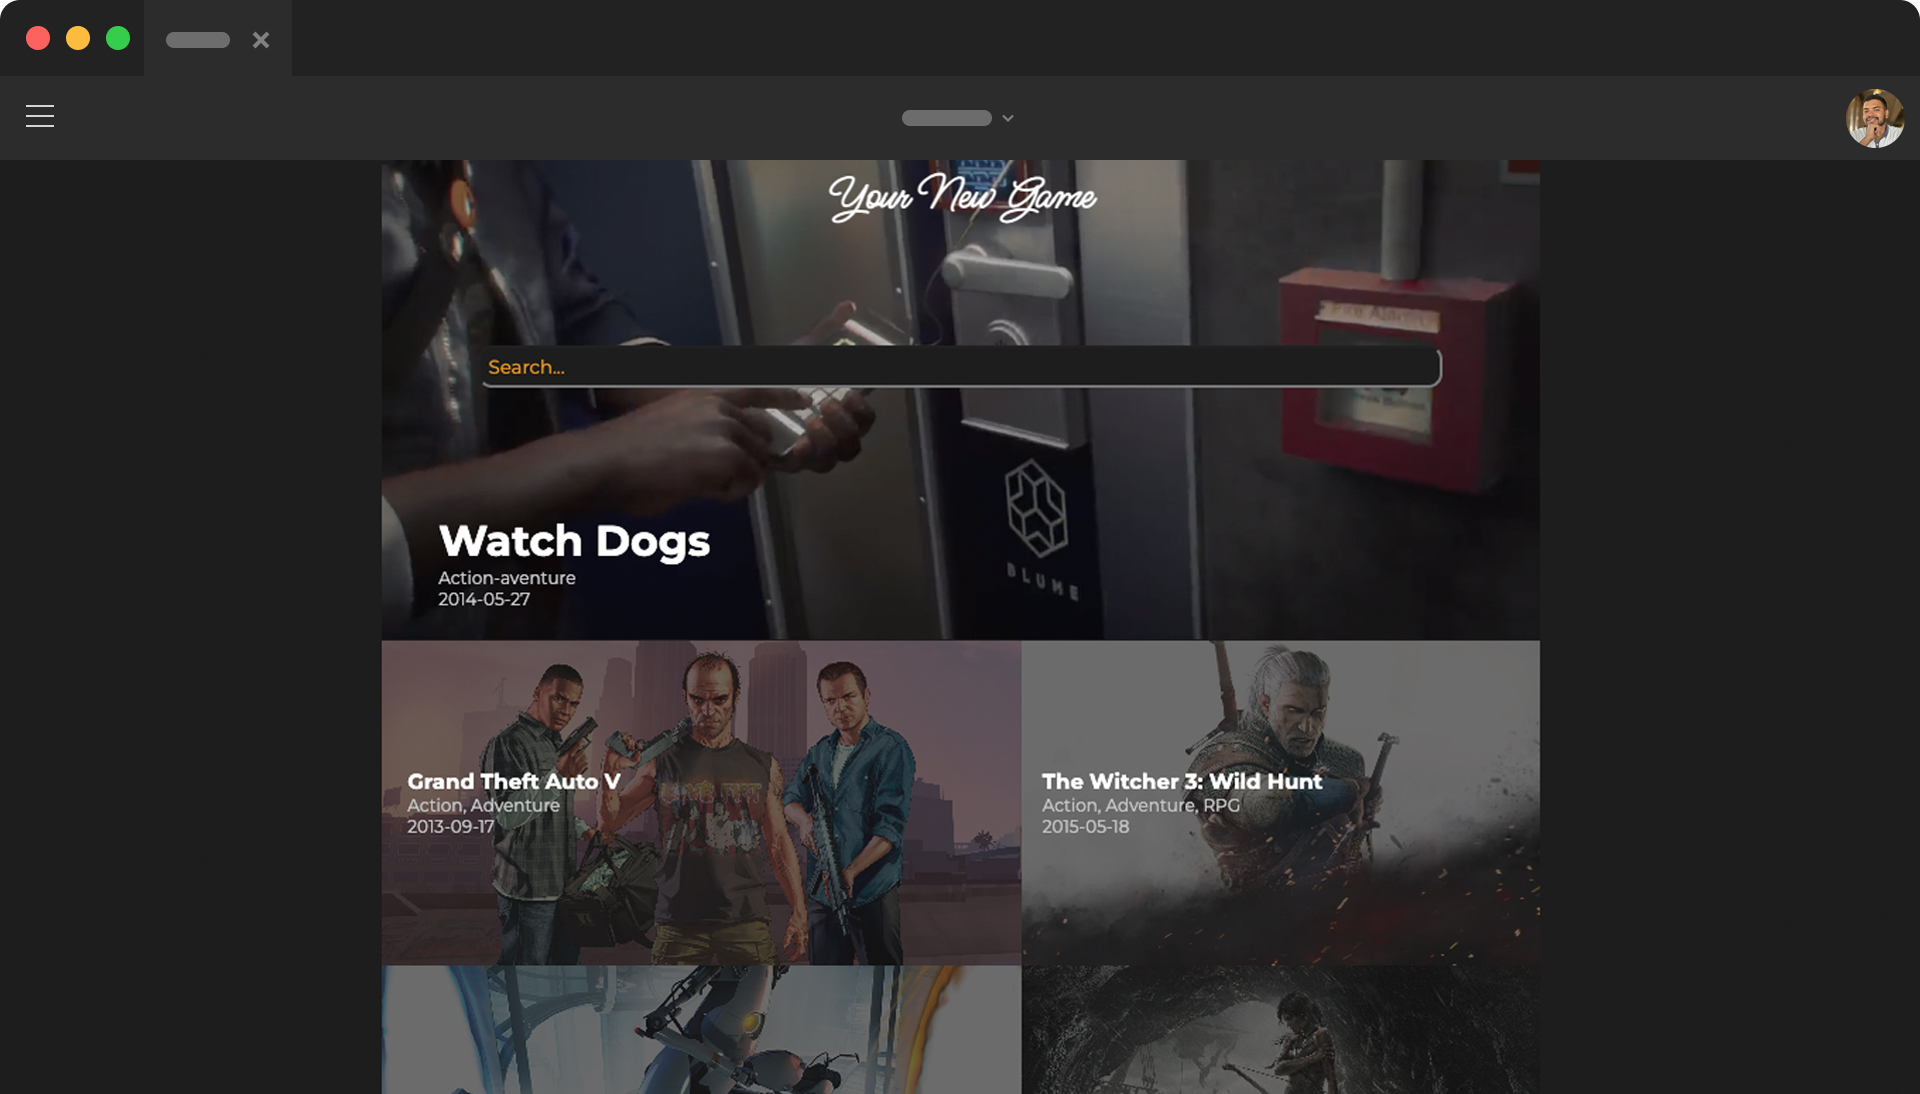 Your New Game
Search...
Watch Dogs
Action-aventure
2014-05-27
BLUME
Grand Theft Auto V
Action, Adventure
2013-09-17
The Witcher 3: Wild Hunt
Action, Adventure, RPG
2015-05-18